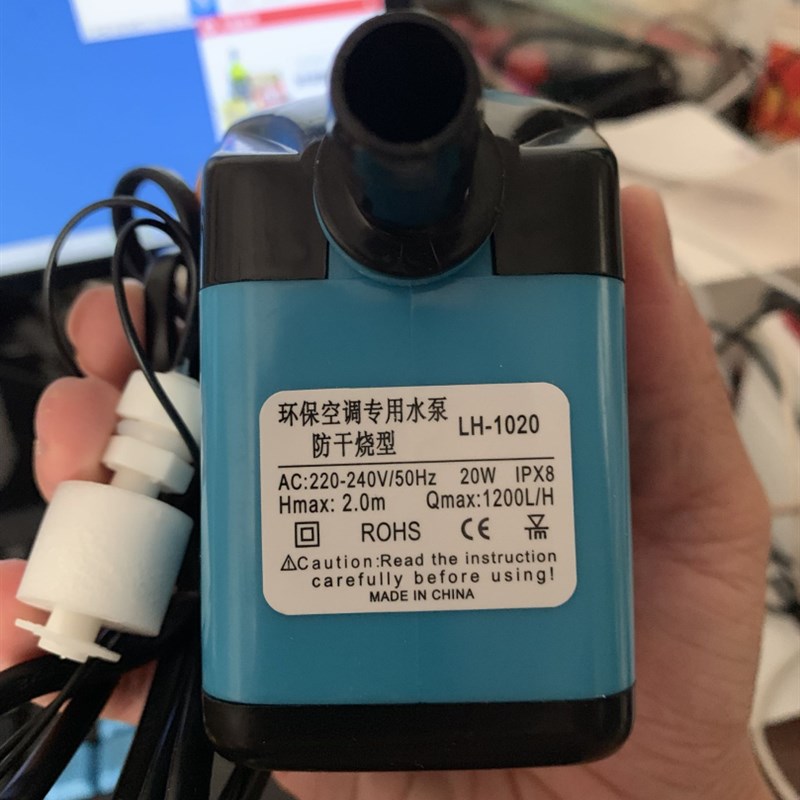 环保空调专用水泵 LH-1020
防干烧型
AC:220-240V/50Hz 20W IPX8
Hmax: 2.0m Qmax:1200L/H
ROHS CE Tm
⚠Caution:Read the instruction
carefully before using!
MADE IN CHINA